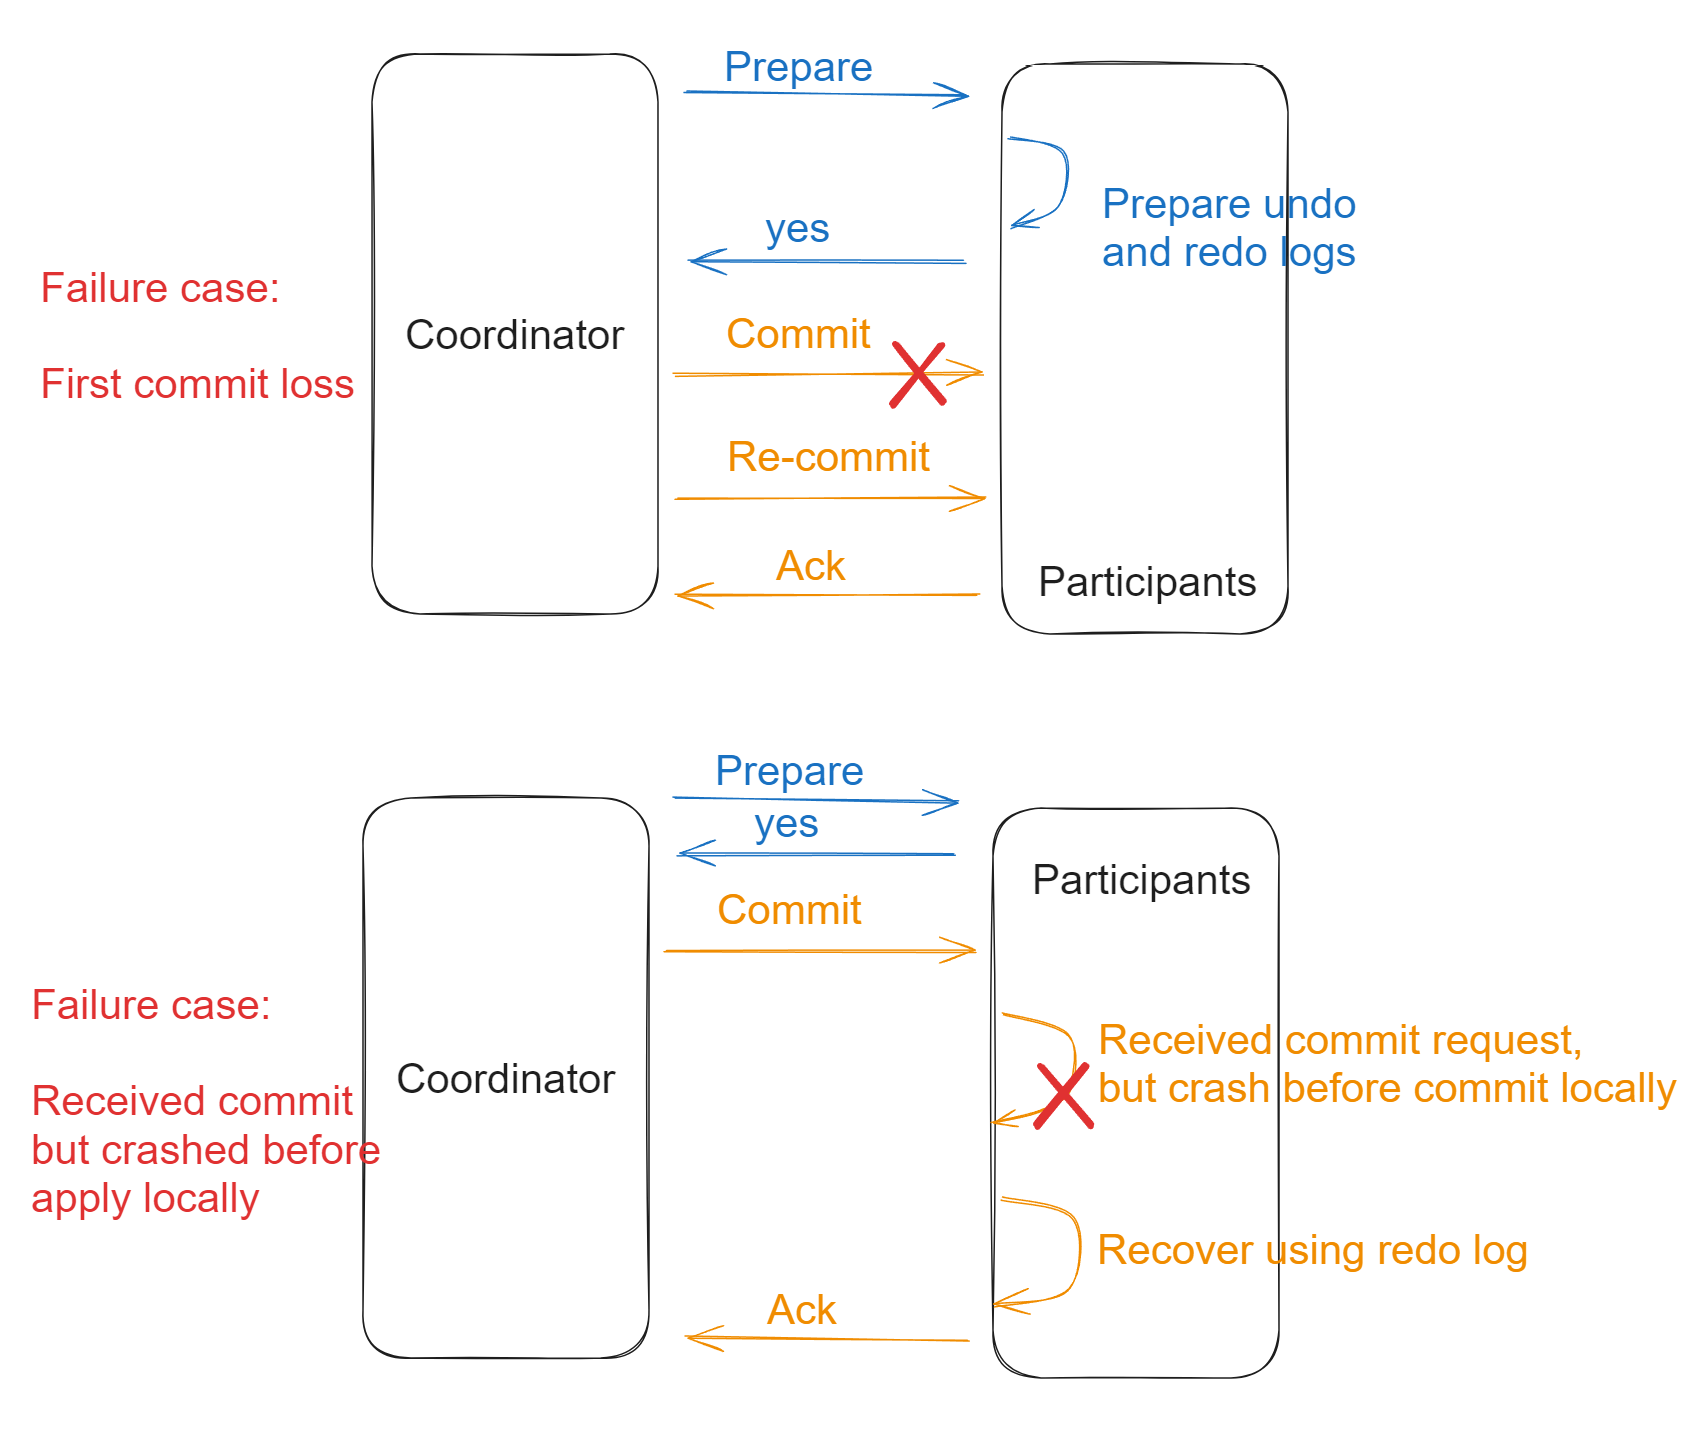 Prepare
Prepare undo
and redo logs
yes
Failure case:
First commit loss
Coordinator
Commit
Re-commit
Ack
Participants
Prepare
yes
Participants
Commit
Failure case:
Received commit
but crashed before
apply locally
Coordinator
Received commit request,
but crash before commit locally
Recover using redo log
Ack